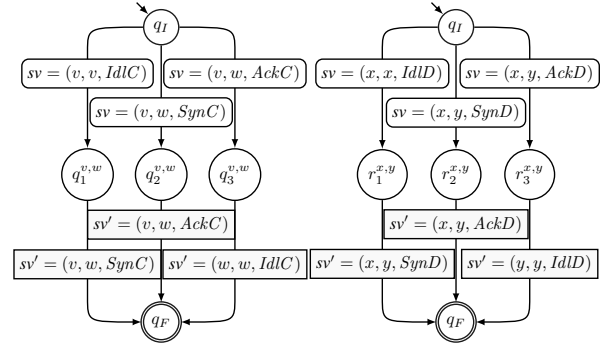 q_I q_I
sv = (v, v, IdlC) sv = (v, w, AckC) sv = (x, x, IdlD) sv = (x, y, AckD)
sv = (v, w, SynC) sv = (x, y, SynD)
q_1^{v,w} q_2^{v,w} q_3^{v,w} r_1^{x,y} r_2^{x,y} r_3^{x,y}
sv′ = (v, w, AckC) sv′ = (x, y, AckD)
sv′ = (v, w, SynC) sv′ = (w, w, IdlC) sv′ = (x, y, SynD) sv′ = (y, y, IdlD)
q_F q_F